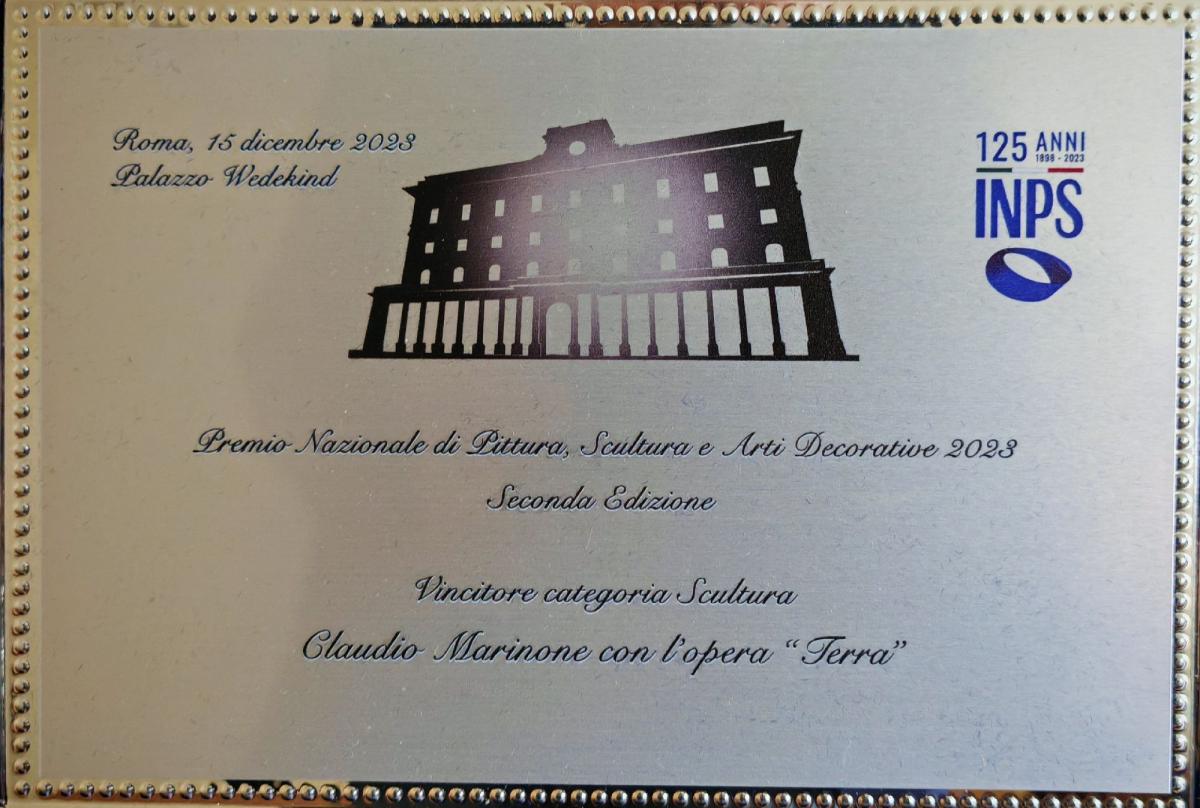 Roma, 15 dicembre 2023
Palazzo Wedekind
125 ANNI
1898 - 2023
INPS
Premio Nazionale di Pittura, Scultura e Arti Decorative 2023
Seconda Edizione
Vincitore categoria Scultura
Claudio Marinone con l'opera “Terra”